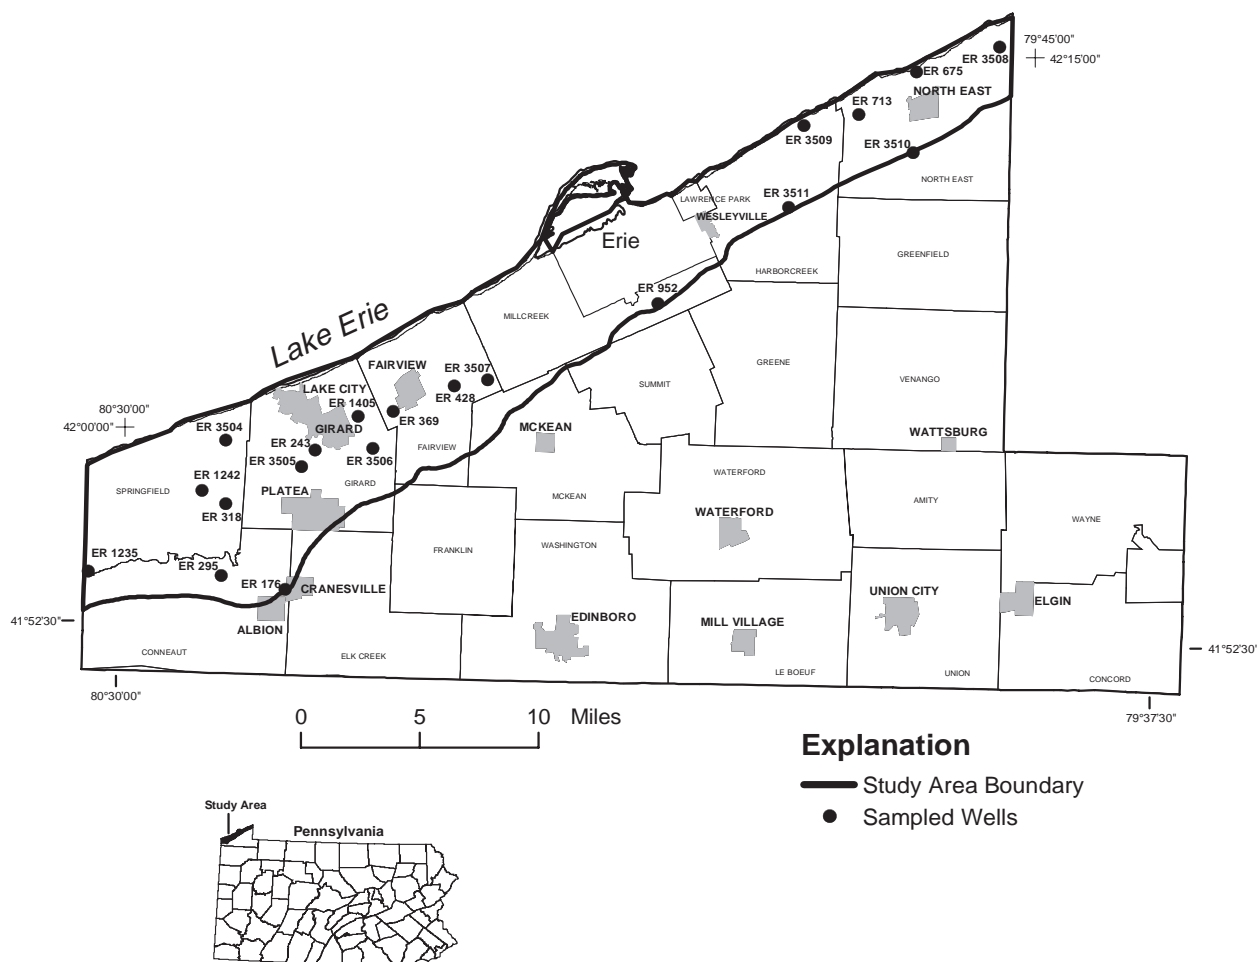 79°45'00"
42°15'00"
ER 3508
ER 675
NORTH EAST
ER 713
ER 3509
ER 3510
NORTH EAST
ER 3511
LAWRENCE PARK
WESLEYVILLE
Erie
GREENFIELD
HARBORCREEK
ER 952
Lake Erie
MILLCREEK
GREENE
VENANGO
SUMMIT
FAIRVIEW
ER 3507
ER 428
LAKE CITY
ER 1405
ER 369
80°30'00"
42°00'00"
ER 3504
GIRARD
MCKEAN
WATTSBURG
ER 243
ER 3505
ER 3506
FAIRVIEW
ER 1242
GIRARD
WATERFORD
SPRINGFIELD
PLATEA
MCKEAN
AMITY
ER 318
WATERFORD
WAYNE
FRANKLIN
WASHINGTON
ER 1235
ER 295
ER 176
CRANESVILLE
UNION CITY
ELGIN
41°52'30"
ALBION
EDINBORO
MILL VILLAGE
41°52'30"
CONNEAUT
ELK CREEK
LE BOEUF
UNION
CONCORD
80°30'00"
79°37'30"
0 5 10 Miles
Explanation
Study Area Boundary
Sampled Wells
Study Area
Pennsylvania